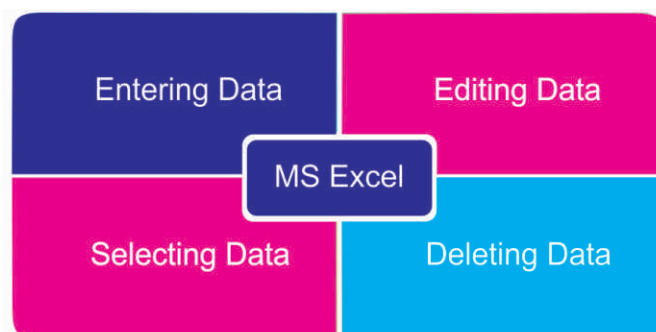 Entering Data
Editing Data
MS Excel
Selecting Data
Deleting Data